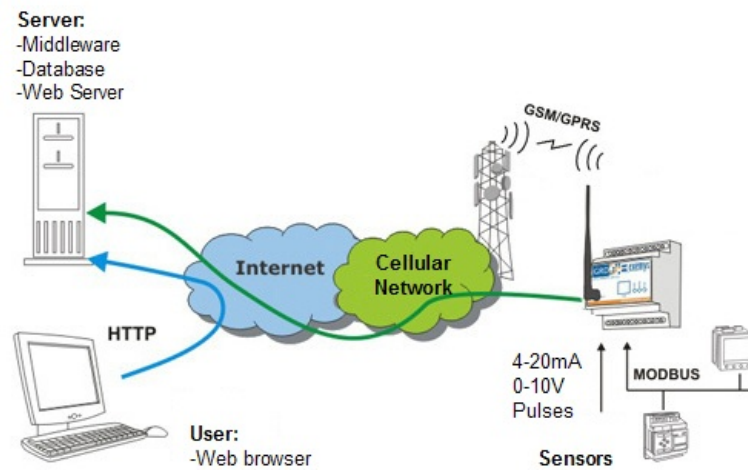 Server:
-Middleware
-Database
-Web Server
GSM/GPRS
Internet
Cellular
Network
HTTP
4-20mA
0-10V
Pulses
MODBUS
User:
-Web browser
Sensors